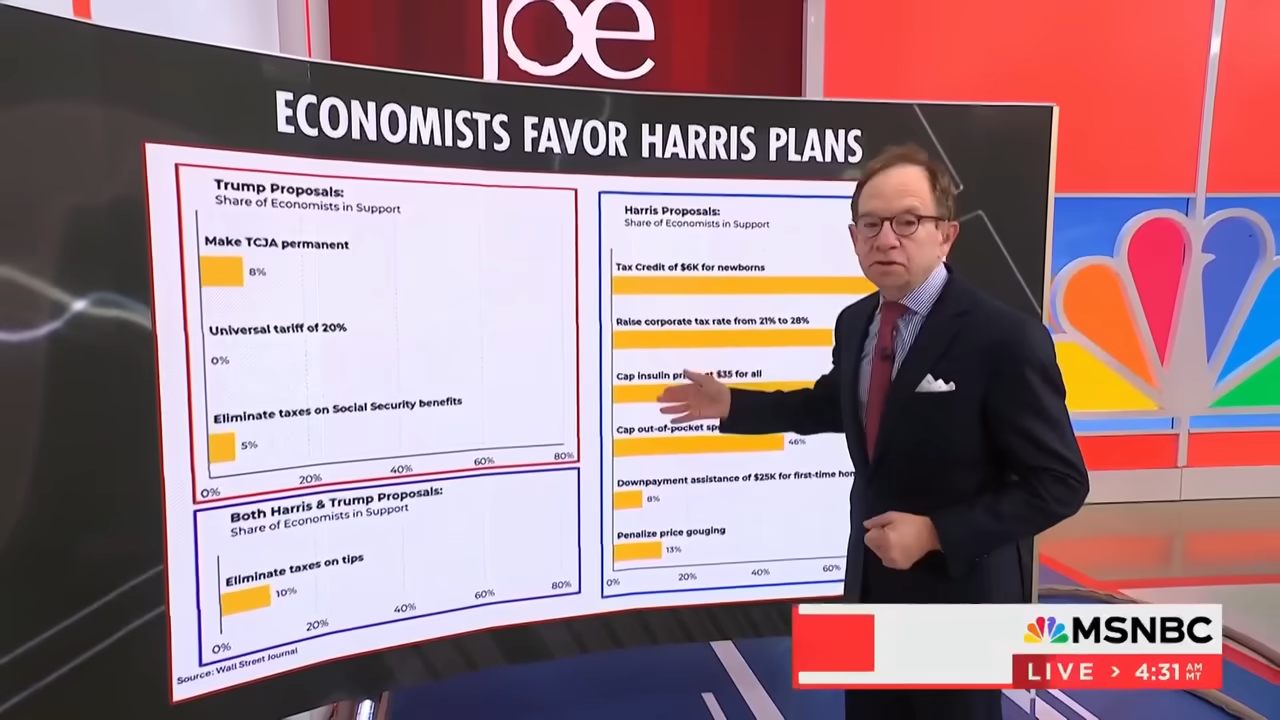 joe
ECONOMISTS FAVOR HARRIS PLANS
Trump Proposals:
Share of Economists in Support
Make TCJA permanent
8%
Universal tariff of 20%
0%
Eliminate taxes on Social Security benefits
5%
0% 20% 40% 60% 80%
Both Harris & Trump Proposals:
Share of Economists in Support
Eliminate taxes on tips
10%
0% 20% 40% 60% 80%
Source: Wall Street Journal
Harris Proposals:
Share of Economists in Support
Tax Credit of $6K for newborns
Raise corporate tax rate from 21% to 28%
Cap insulin $35 for all
Cap out-of-pocket
46%
Downpayment assistance of $25K for first-time
8%
Penalize price gouging
13%
0% 20% 40% 60%
MSNBC
LIVE > 4:31 AM MT